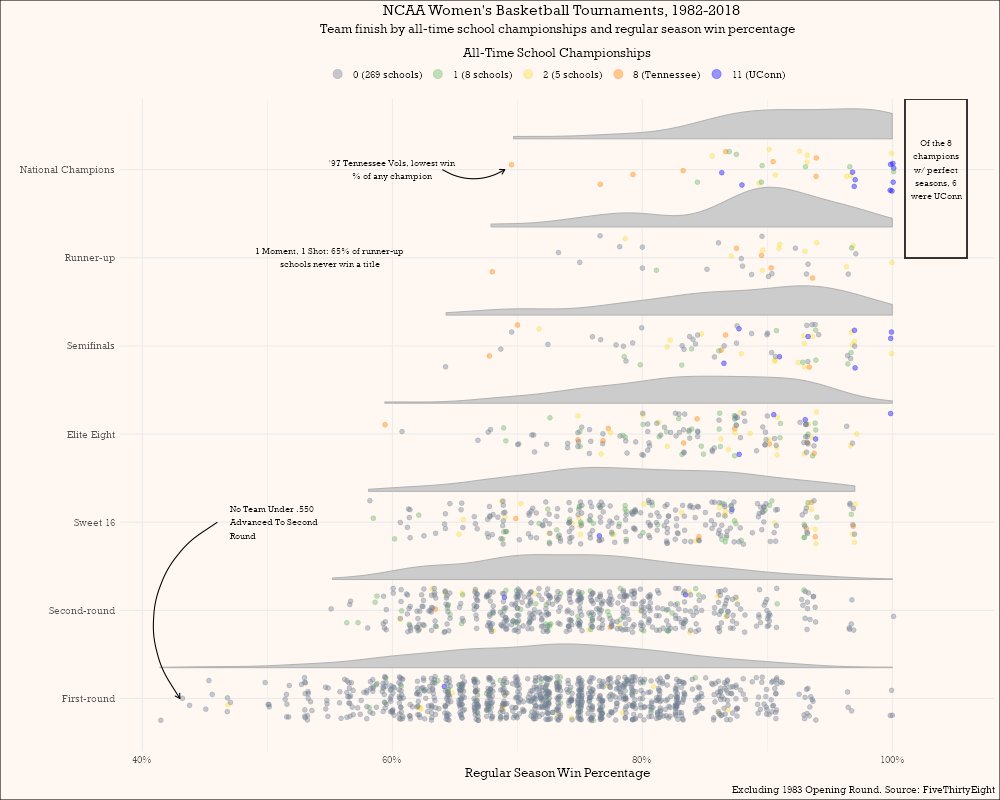 NCAA Women's Basketball Tournaments, 1982-2018
Team finish by all-time school championships and regular season win percentage
All-Time School Championships
0 (269 schools) 1 (8 schools) 2 (5 schools) 8 (Tennessee) 11 (UConn)
National Champions
'97 Tennessee Vols, lowest win
% of any champion
Of the 8
champions
w/ perfect
seasons, 6
were UConn
Runner-up
1 Moment, 1 Shot: 65% of runner-up
schools never win a title
Semifinals
Elite Eight
Sweet 16
No Team Under .550
Advanced To Second
Round
Second-round
First-round
40% 60% 80% 100%
Regular Season Win Percentage
Excluding 1983 Opening Round. Source: FiveThirtyEight